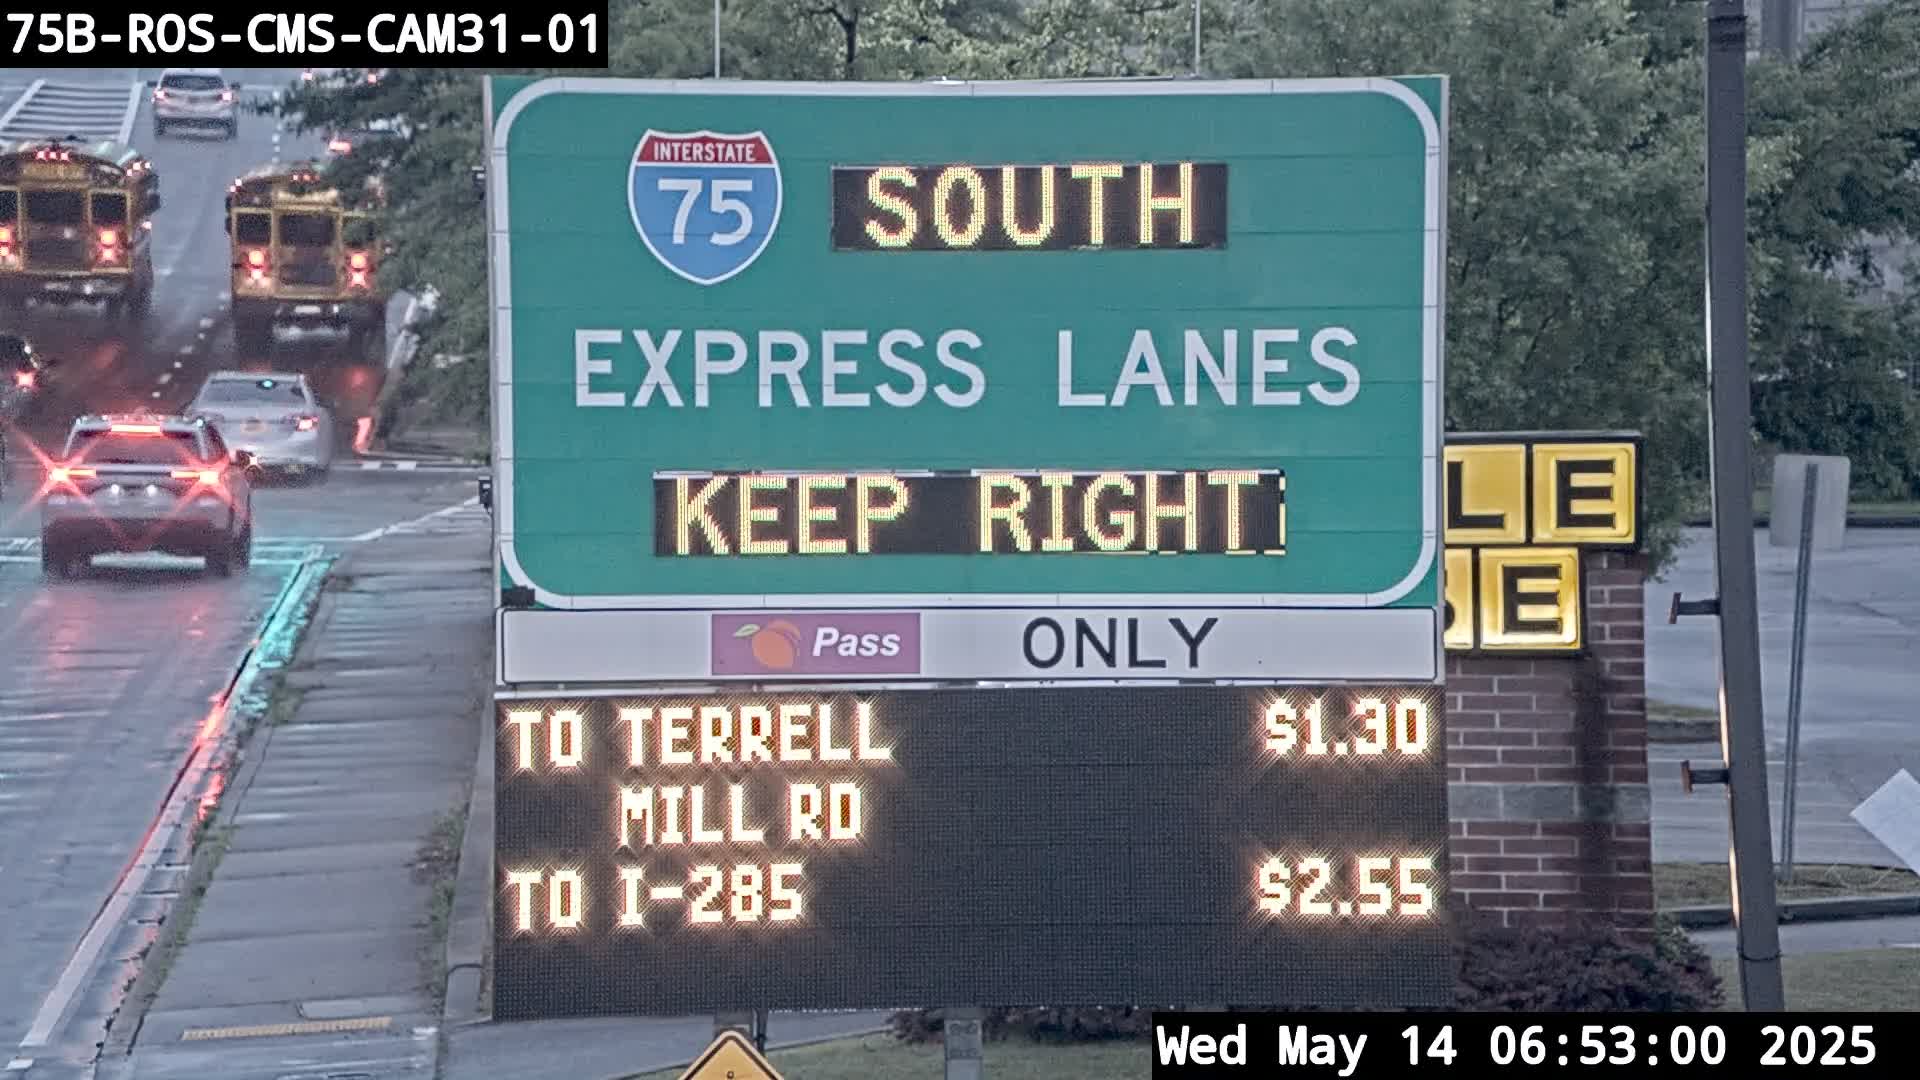 75B-ROS-CMS-CAM31-01
INTERSTATE
75
SOUTH
EXPRESS LANES
KEEP RIGHT
Pass
ONLY
TO TERRELL $1.30
MILL RD
TO I-285 $2.55
LE
E
Wed May 14 06:53:00 2025